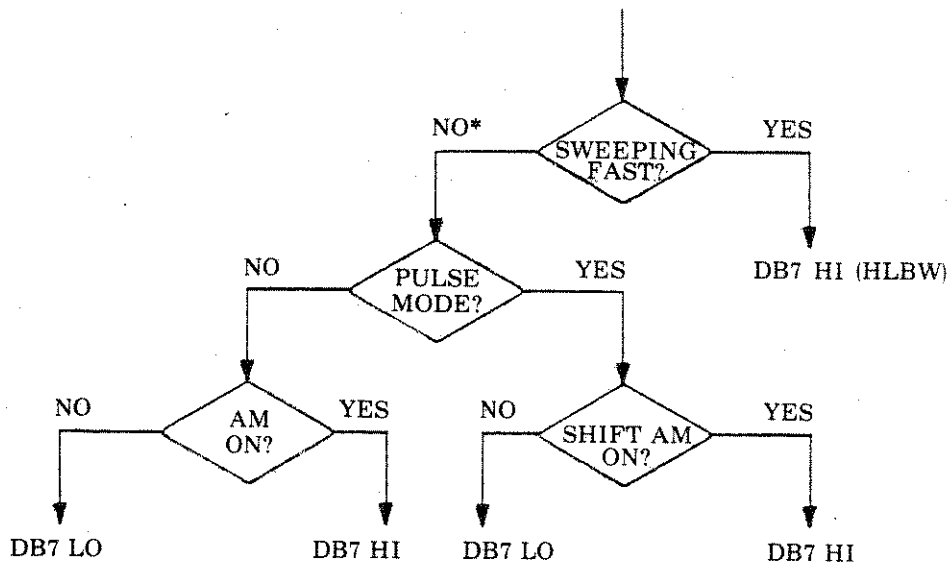 NO*
YES
SWEEPING
FAST?
DB7 HI (HLBW)
NO
YES
PULSE
MODE?
NO
YES
AM
ON?
NO
YES
SHIFT AM
ON?
DB7 LO
DB7 HI
DB7 LO
DB7 HI